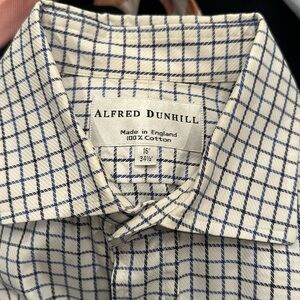 ALFRED DUNHILL
Made in England
100% Cotton
16"
34½"